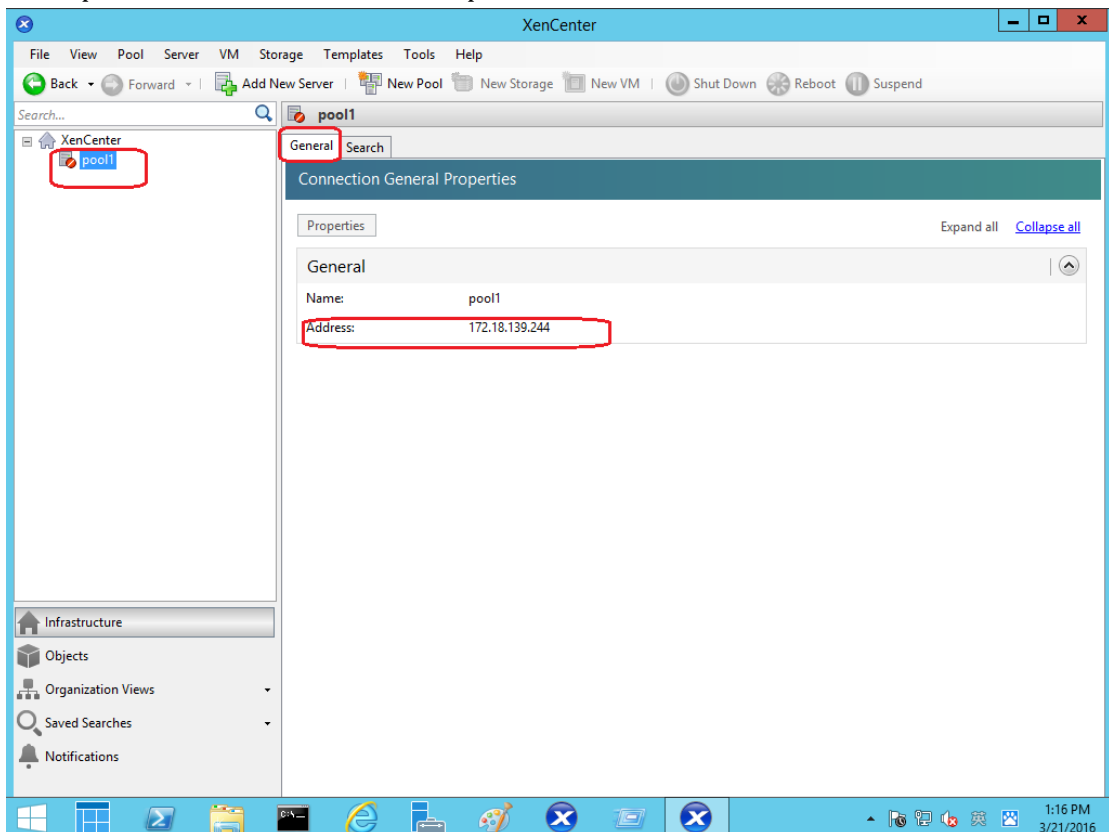 XenCenter
File View Pool Server VM Storage Templates Tools Help
Back Forward Add New Server New Pool New Storage New VM Shut Down Reboot Suspend
Search...
pool1
XenCenter
pool1
General Search
Connection General Properties
Properties
Expand all Collapse all
General
Name: pool1
Address: 172.18.139.244
Infrastructure
Objects
Organization Views
Saved Searches
Notifications
C:\_
英
1:16 PM
3/21/2016